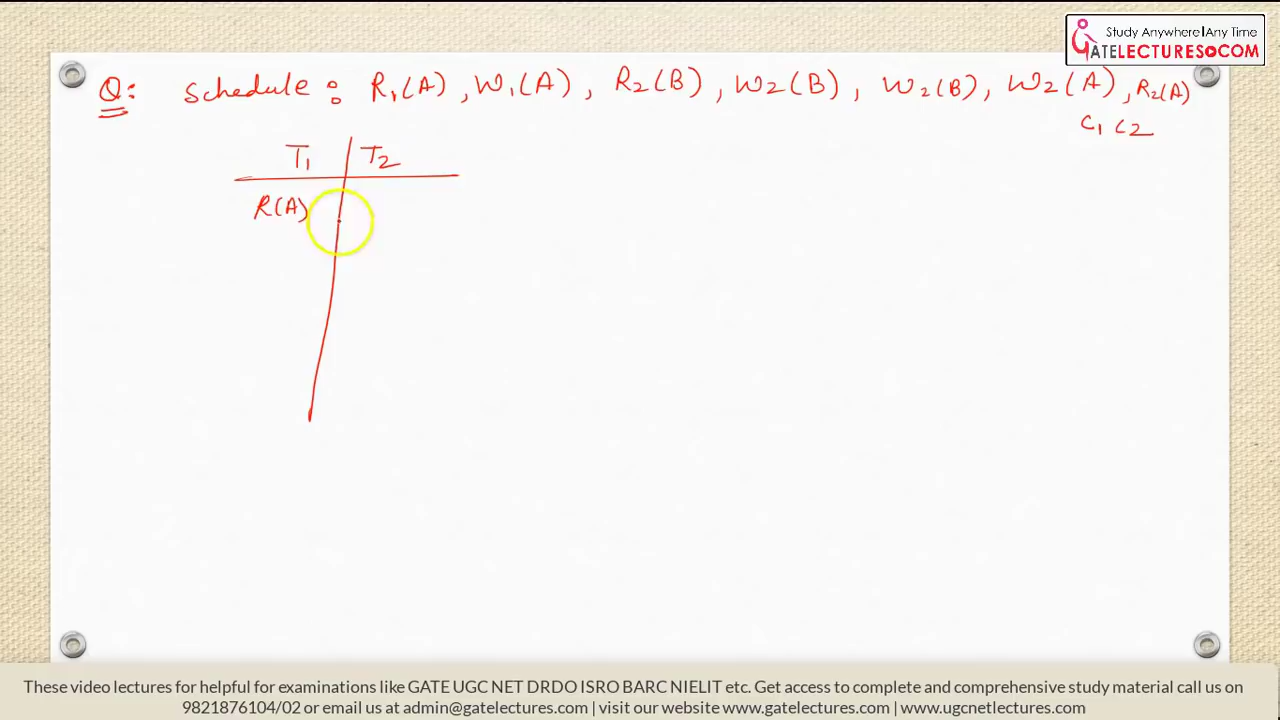 Study Anywhere|Any Time
GATELECTURES.COM
Q: Schedule : R1(A), W1(A), R2(B), W2(B), W2(B), W2(A), R2(A)
C1 C2
T1 T2
R(A)
These video lectures for helpful for examinations like GATE UGC NET DRDO ISRO BARC NIELIT etc. Get access to complete and comprehensive study material call us on
9821876104/02 or email us at admin@gatelectures.com | visit our website www.gatelectures.com | www.ugcnetlectures.com